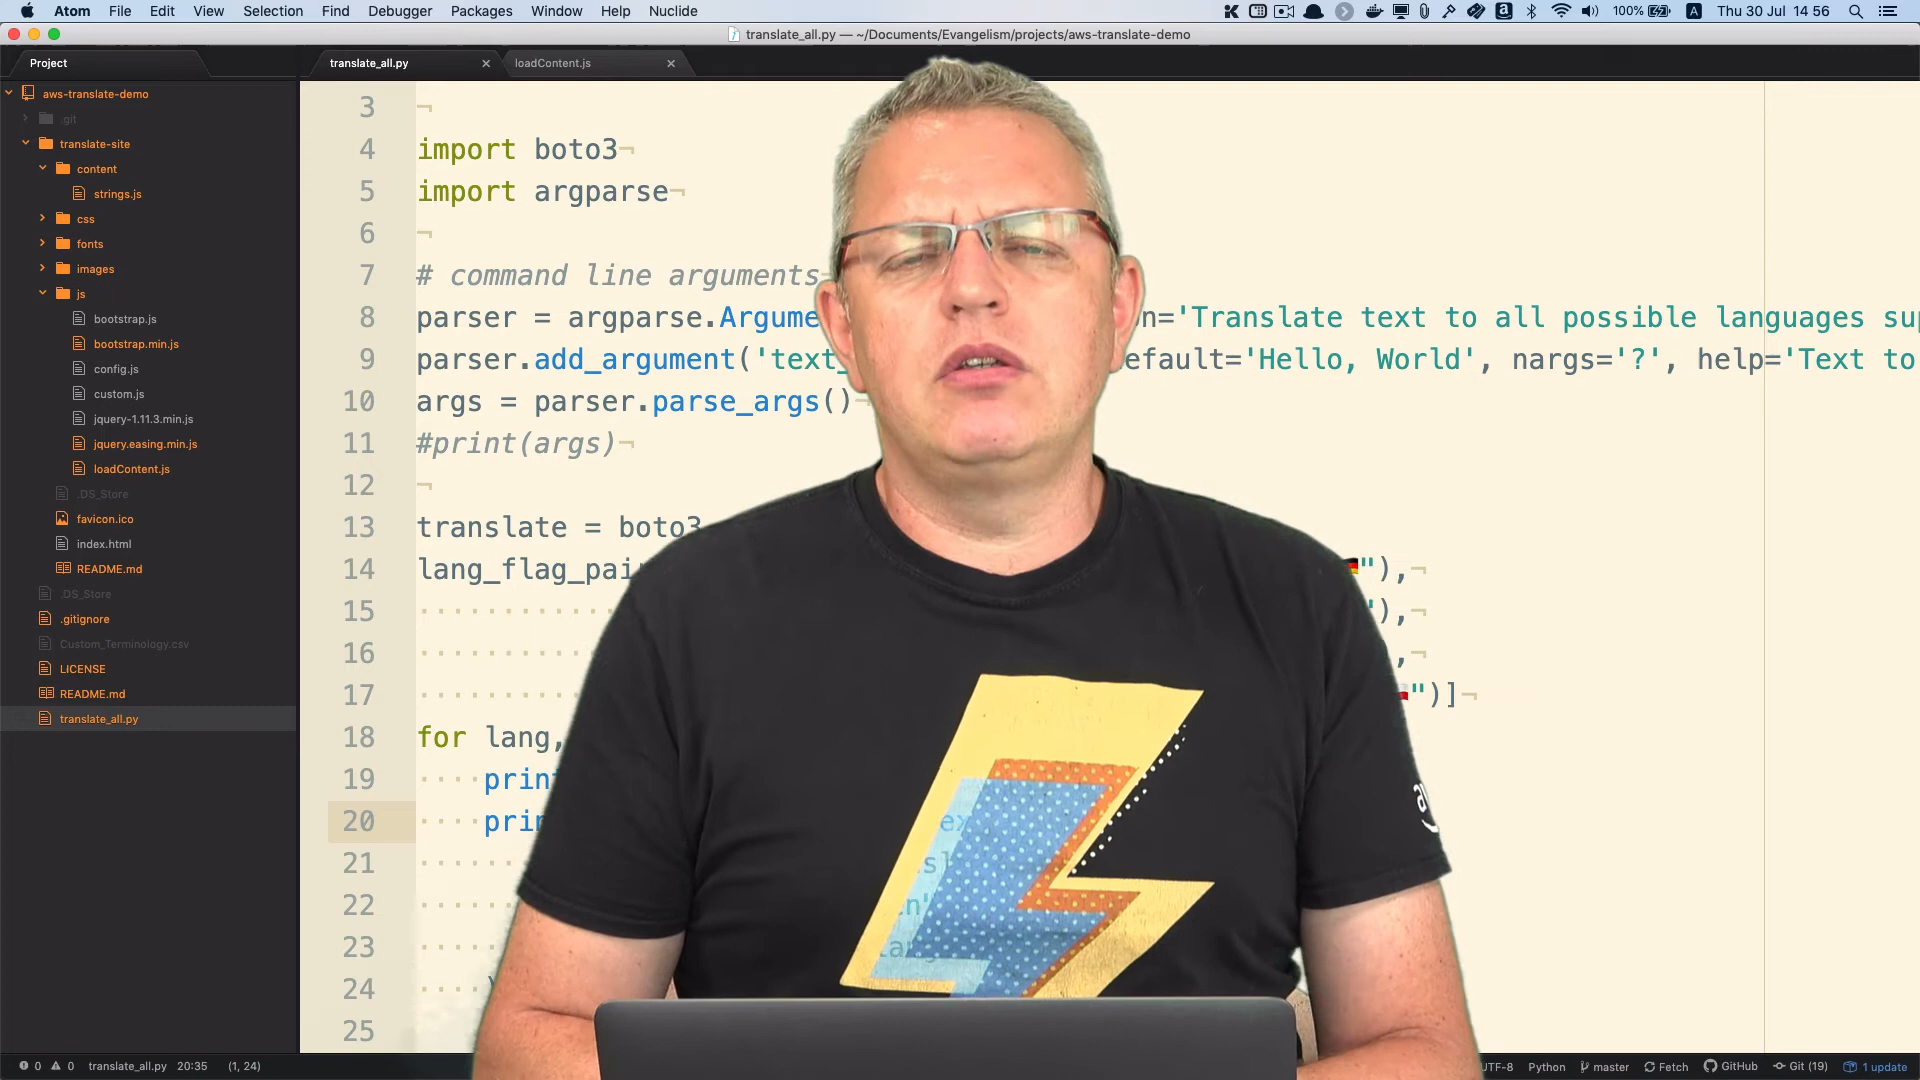 Atom File Edit View Selection Find Debugger Packages Window Help Nuclide
100% A Thu 30 Jul 14 56
translate_all.py — ~/Documents/Evangelism/projects/aws-translate-demo
Project
translate_all.py
loadContent.js
aws-translate-demo
.git
translate-site
content
strings.js
css
fonts
images
js
bootstrap.js
bootstrap.min.js
config.js
custom.js
jquery-1.11.3.min.js
jquery.easing.min.js
loadContent.js
.DS_Store
favicon.ico
index.html
README.md
.DS_Store
.gitignore
Custom_Terminology.csv
LICENSE
README.md
translate_all.py
3
4 import boto3
5 import argparse
6
7 # command line arguments
8 parser = argparse.Argume n='Translate text to all possible languages su
9 parser.add_argument('text_ efault='Hello, World', nargs='?', help='Text to
10 args = parser.parse_args()
11 #print(args)
12
13 translate = boto3
14 lang_flag_pai "),
15 '),
16 ,
17 ")]
18 for lang,
19 prin
20 prin
21
22
23
24
25
0 0 translate_all.py 20:35 (1, 24)
UTF-8 Python master Fetch GitHub Git (19) 1 update